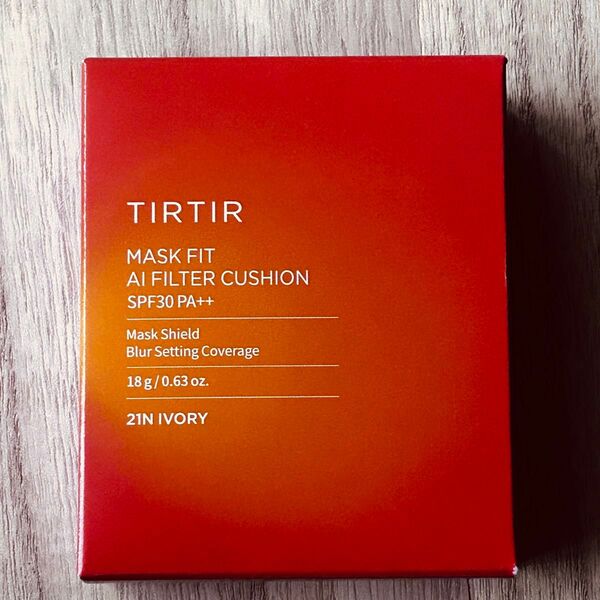 TIRTIR
MASK FIT
AI FILTER CUSHION
SPF30 PA++
Mask Shield
Blur Setting Coverage
18 g / 0.63 oz.
21N IVORY